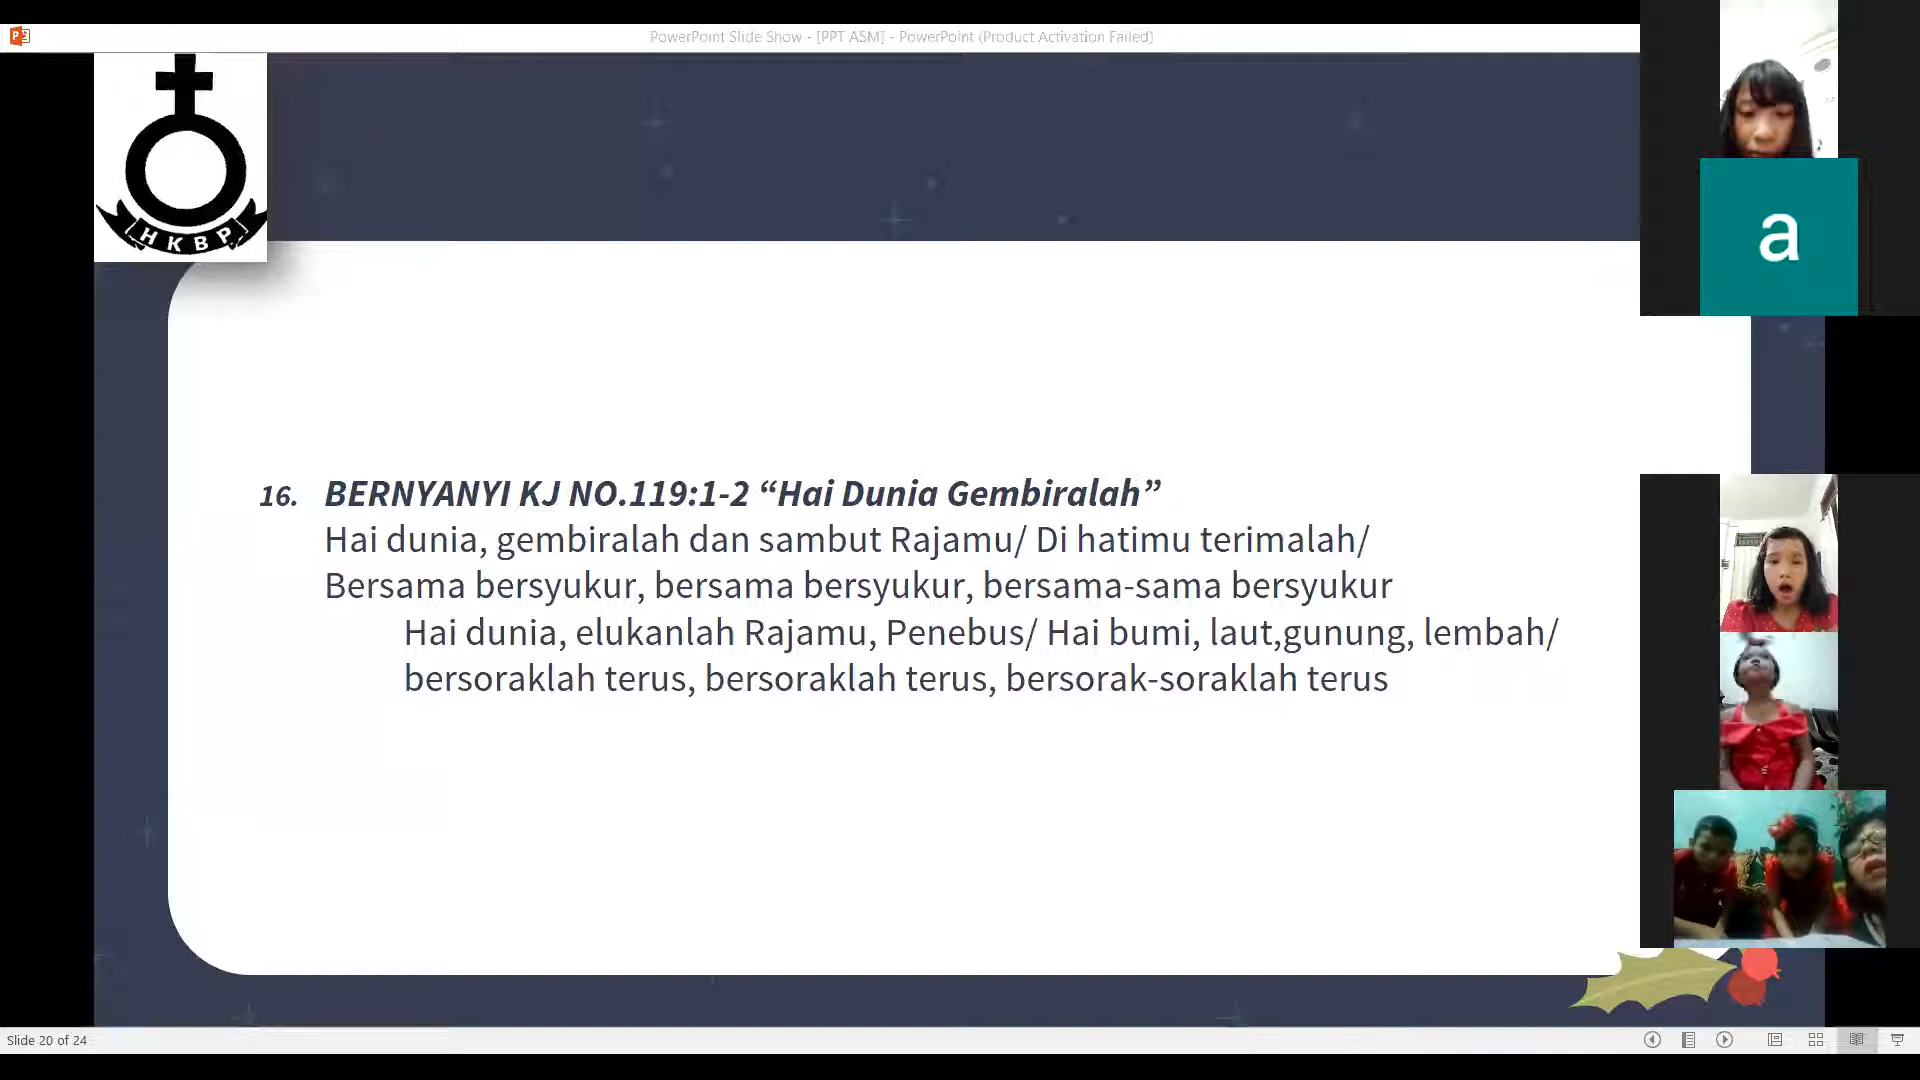 PowerPoint Slide Show - [PPT ASM] - PowerPoint (Product Activation Failed)
HKBP
a
16. BERNYANYI KJ NO.119:1-2 “Hai Dunia Gembiralah”
Hai dunia, gembiralah dan sambut Rajamu/ Di hatimu terimalah/
Bersama bersyukur, bersama bersyukur, bersama-sama bersyukur
Hai dunia, elukanlah Rajamu, Penebus/ Hai bumi, laut,gunung, lembah/
bersoraklah terus, bersoraklah terus, bersorak-soraklah terus
Slide 20 of 24